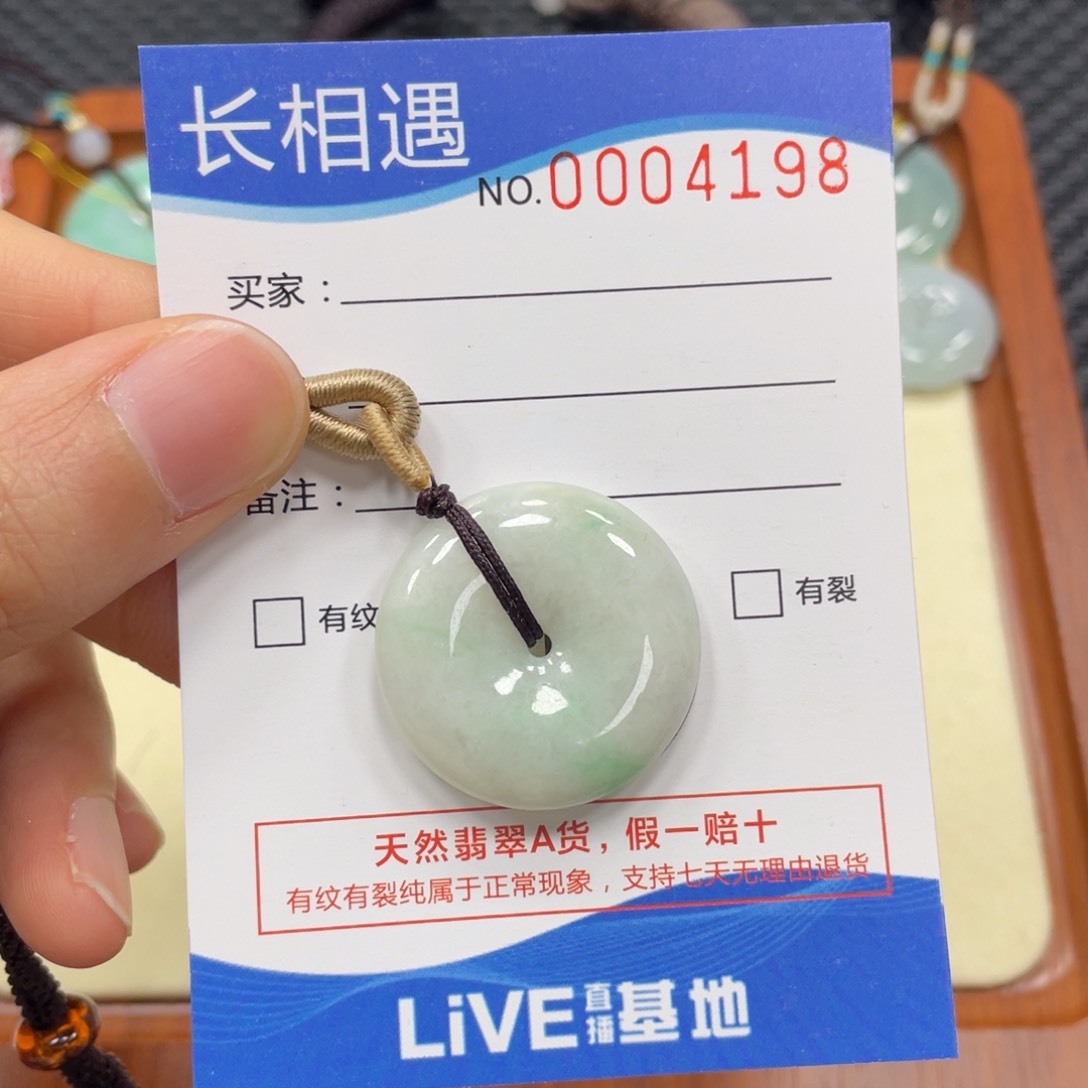 长相遇
NO.0004198
买家：
备注：
有纹
有裂
天然翡翠A货，假一赔十
有纹有裂纯属于正常现象，支持七天无理由退货
LiVE直播基地